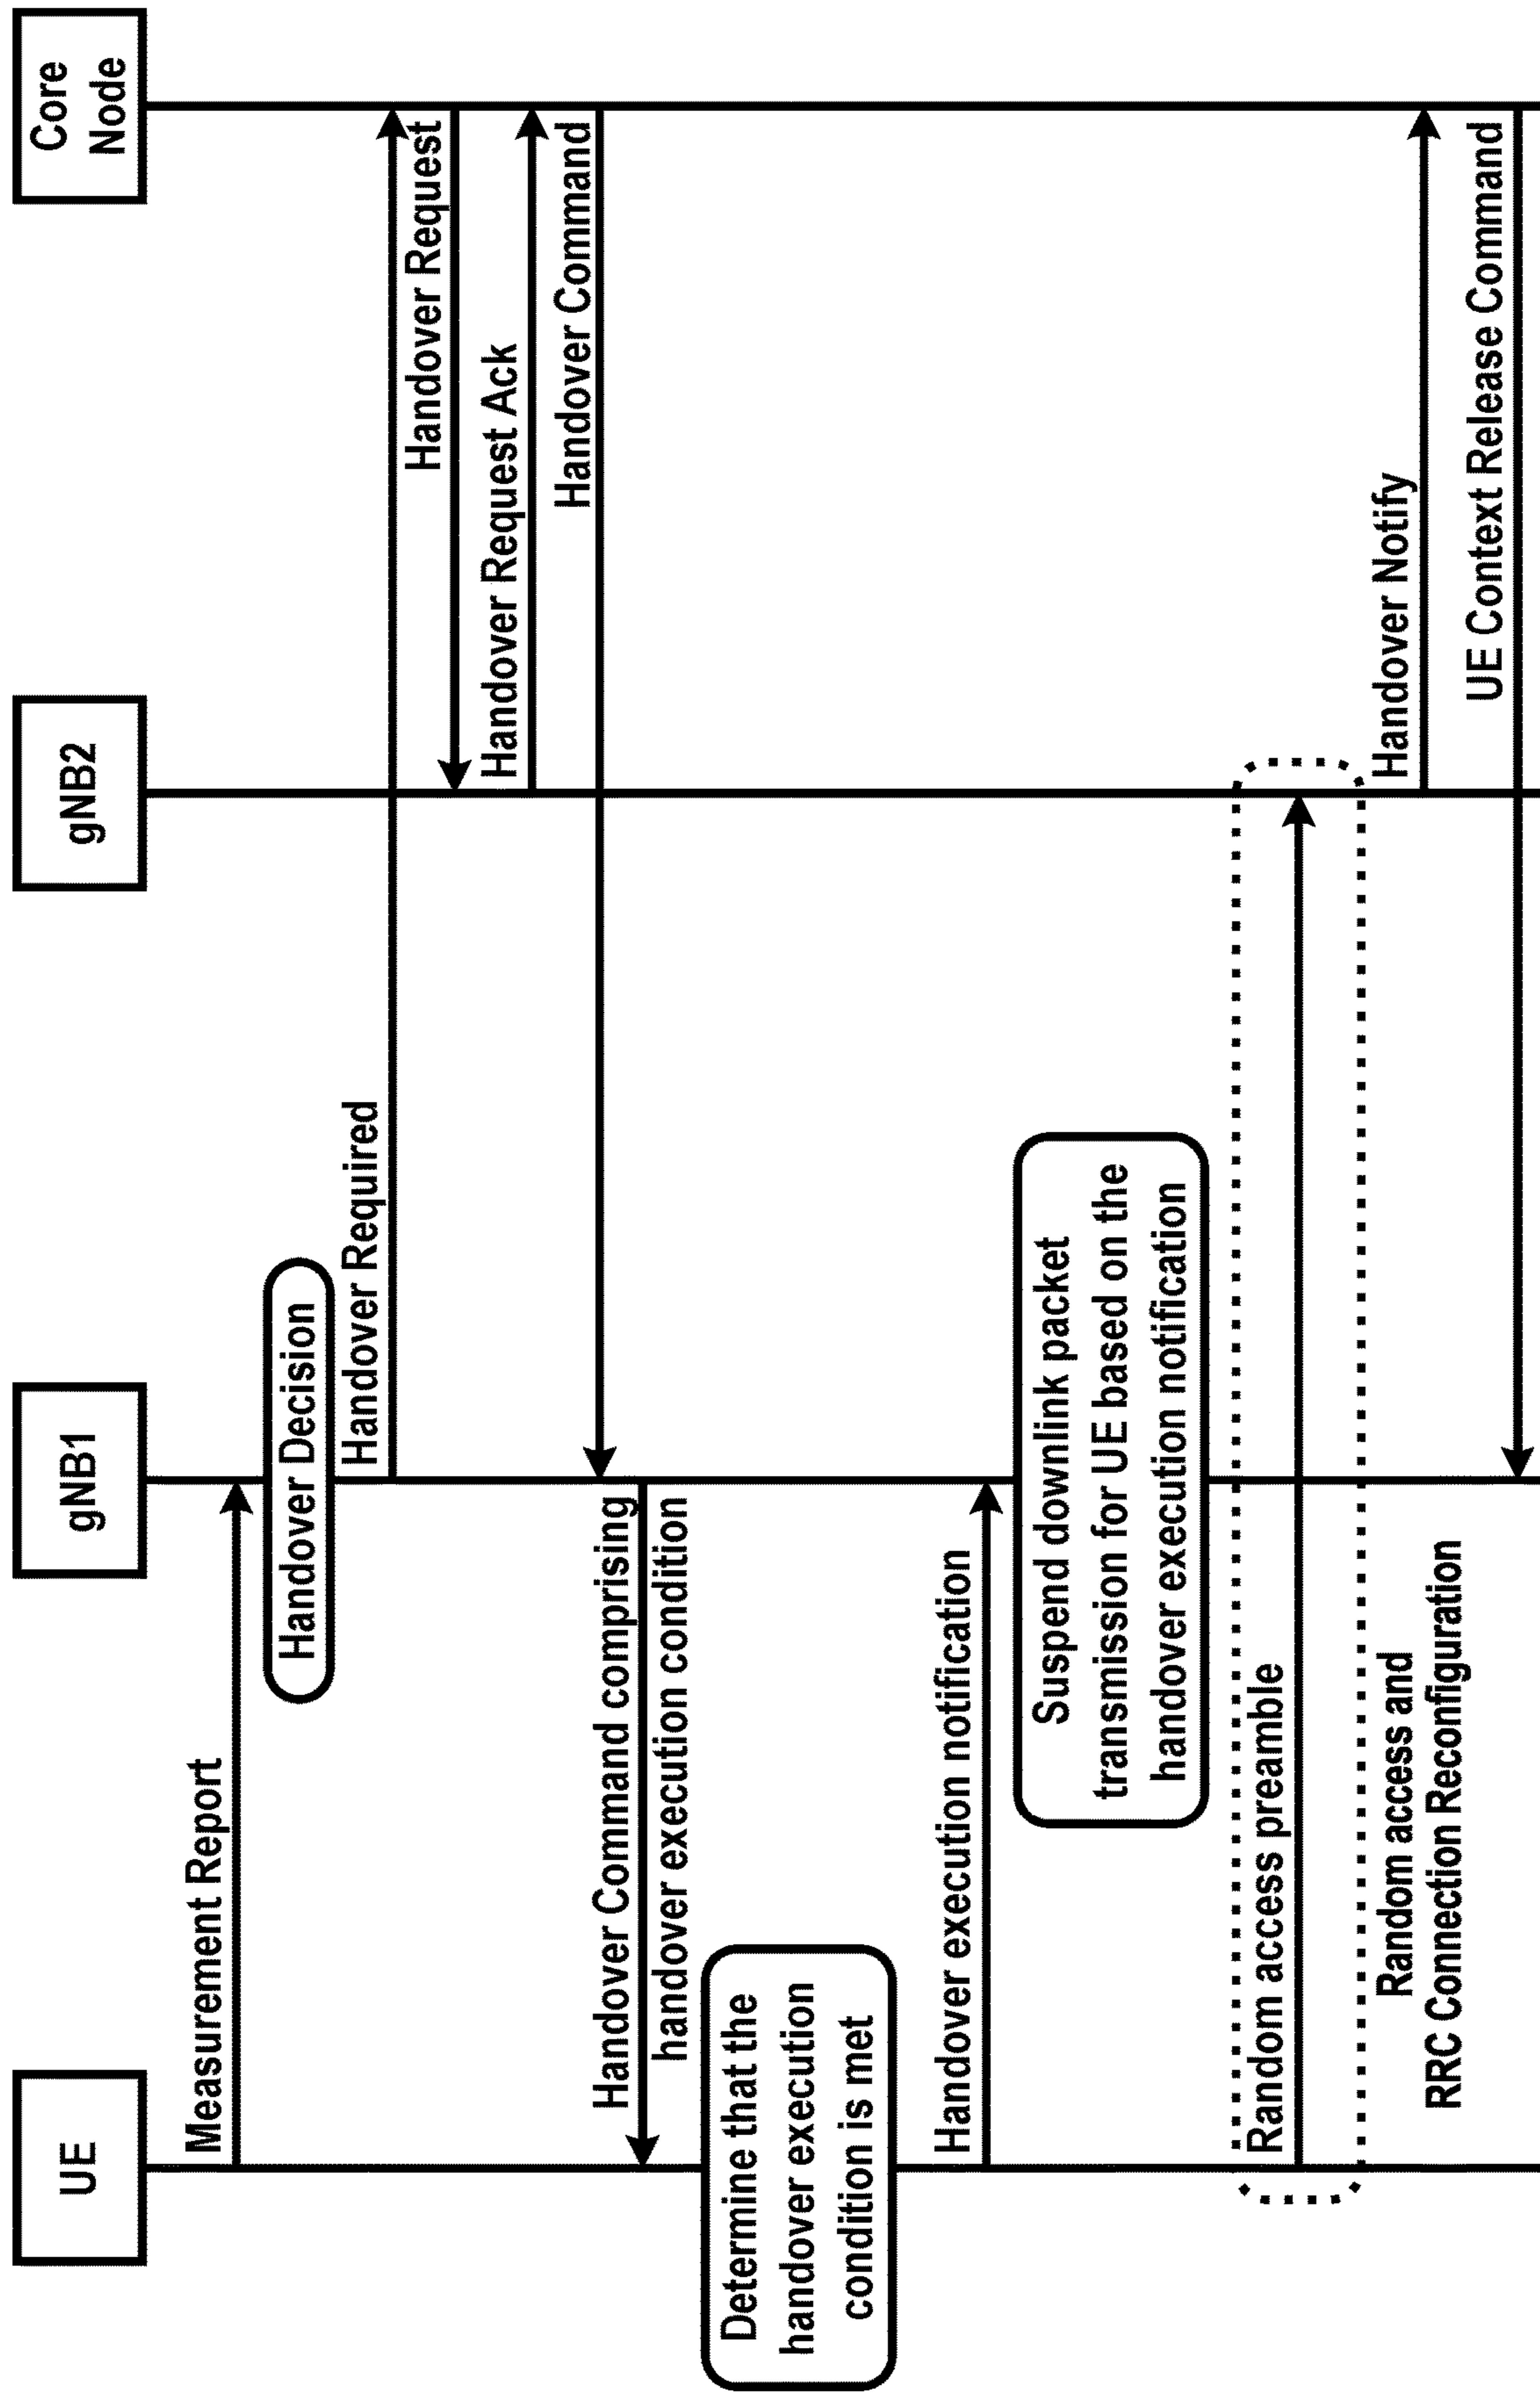 UE
gNB1
gNB2
Core
Node
Measurement Report
Handover Decision
Handover Required
Handover Request
Handover Request Ack
Handover Command
Handover Command comprising
handover execution condition
Determine that the
handover execution
condition is met
Handover execution notification
Suspend downlink packet
transmission for UE based on the
handover execution notification
Random access preamble
Random access and
RRC Connection Reconfiguration
Handover Notify
UE Context Release Command